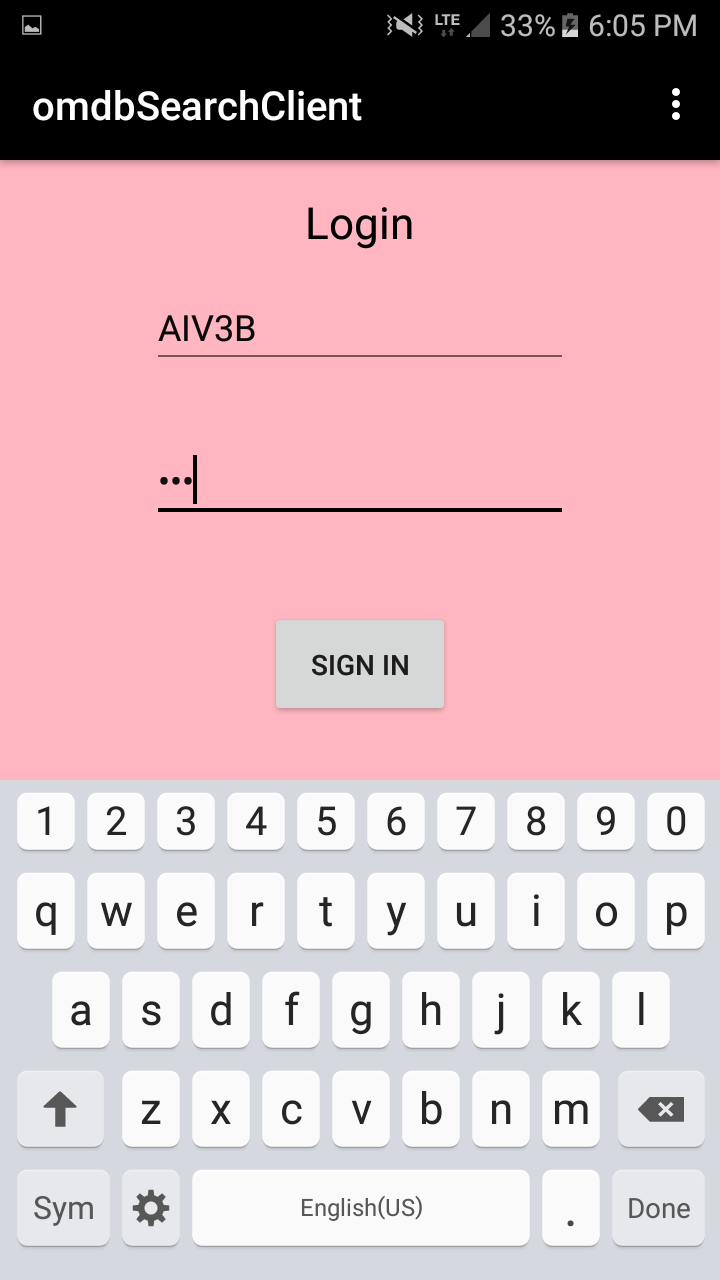 LTE 33% 6:05 PM
omdbSearchClient
Login
AIV3B
•••
SIGN IN
1 2 3 4 5 6 7 8 9 0
q w e r t y u i o p
a s d f g h j k l
z x c v b n m
Sym English(US) . Done